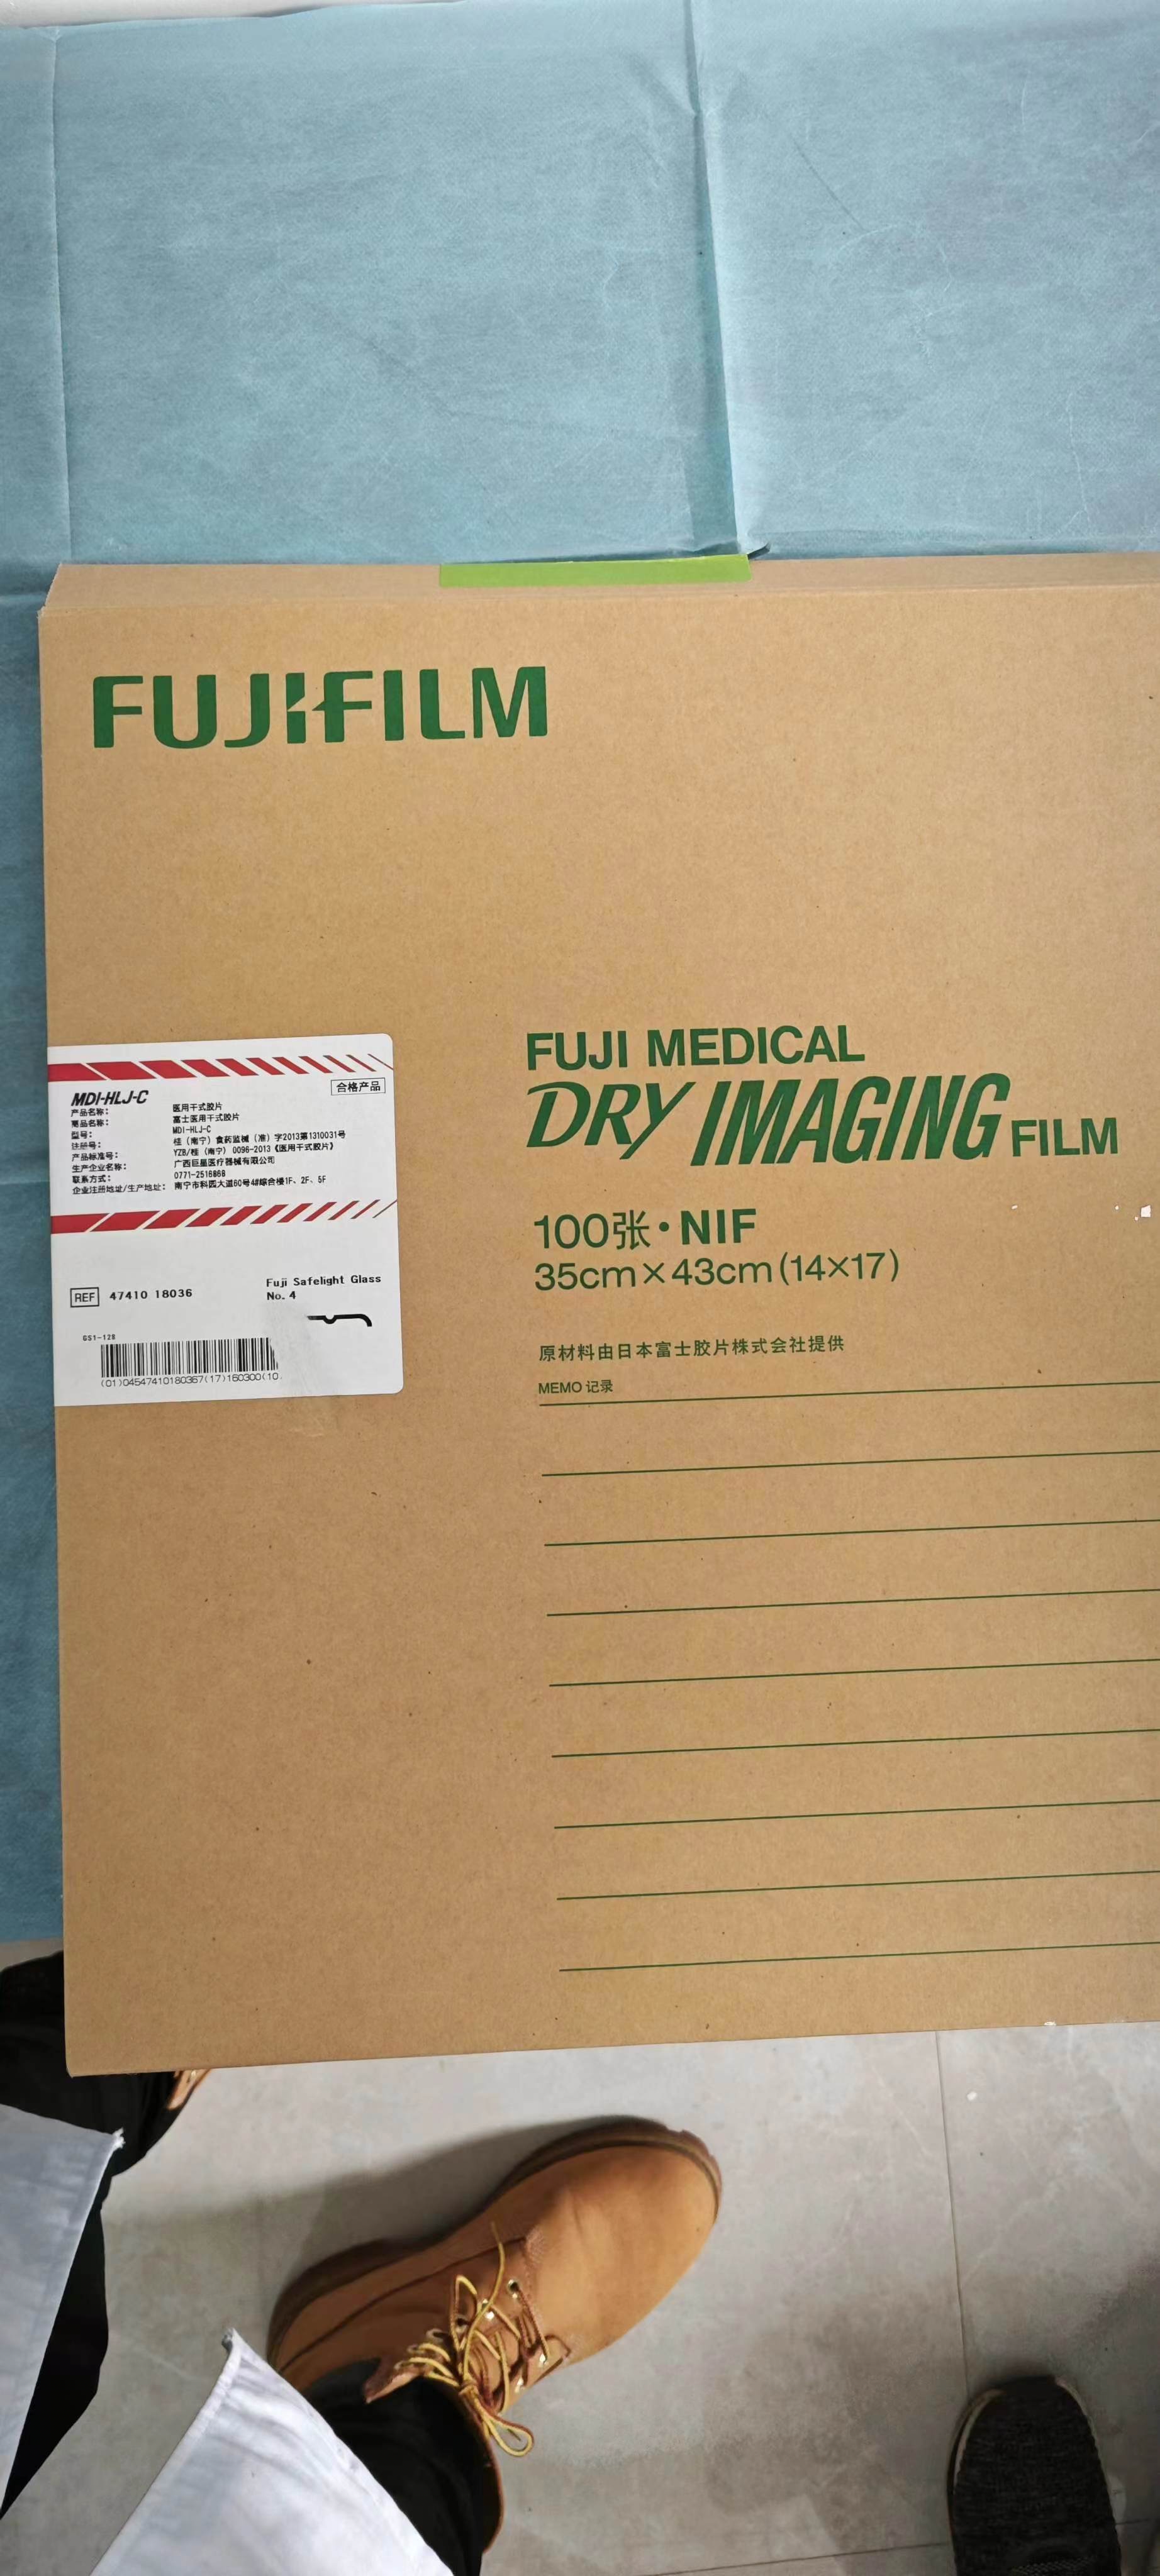 FUJIFILM
FUJI MEDICAL
DRY IMAGING FILM
100张・NIF
35cm×43cm(14×17)
原材料由日本富士胶片株式会社提供
MEMO 记录
MDI-HLJ-C
合格产品
产品名称： 医用干式胶片
商品名称： 富士医用干式胶片
型号： MDI-HLJ-C
注册号： 桂（南宁）食药监械（准）字2013第1310031号
产品标准号： YZB/桂（南宁）0096-2013《医用干式胶片》
生产企业名称： 广西巨星医疗器械有限公司
联系方式： 0771-2516868
企业注册地址/生产地址： 南宁市科园大道60号4#综合楼1F、2F、5F
REF 47410 18036
Fuji Safelight Glass
No. 4
GS1-128
(01)04547410180367(17)160300(10